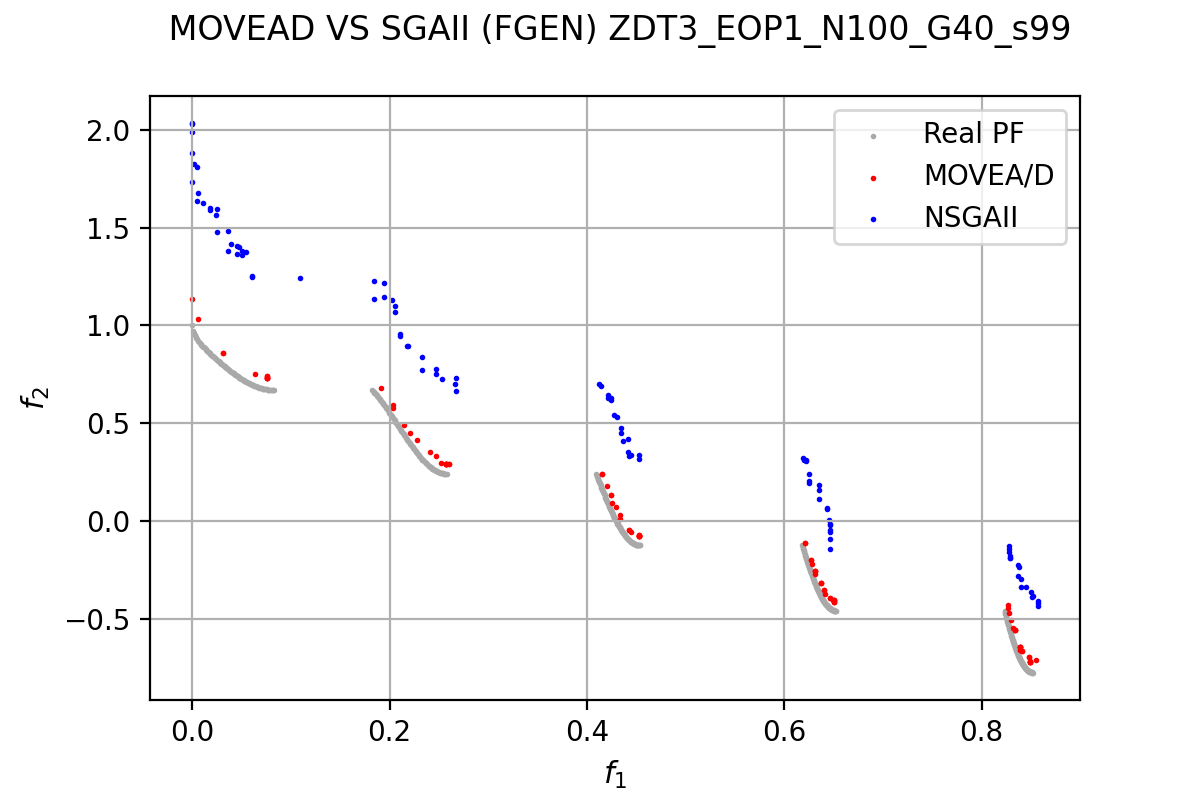 MOVEAD VS SGAII (FGEN) ZDT3_EOP1_N100_G40_s99
Real PF
MOVEA/D
NSGAII
2.0
1.5
1.0
0.5
0.0
−0.5
f2
0.0 0.2 0.4 0.6 0.8
f1